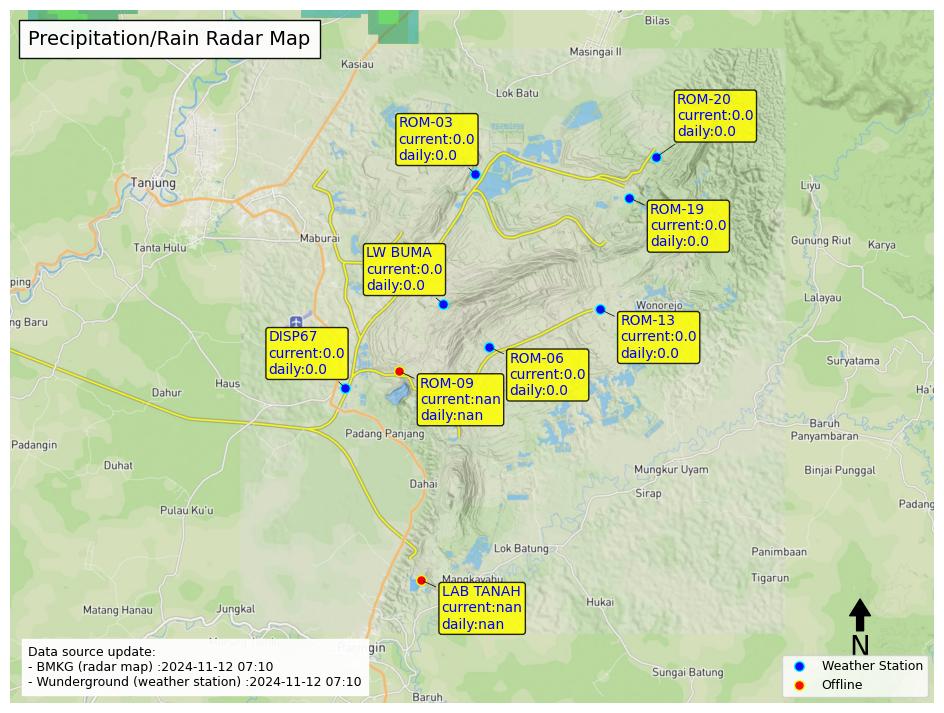 Precipitation/Rain Radar Map
Bilas
Masingai II
Kasiau
Lok Batu
ROM-20
current:0.0
daily:0.0
ROM-03
current:0.0
daily:0.0
Tanjung
Liyu
ROM-19
current:0.0
daily:0.0
Maburai
Tanta Hulu
Gunung Riut
Karya
LW BUMA
current:0.0
daily:0.0
ping
Lalayau
Wonorejo
ng Baru
ROM-13
current:0.0
daily:0.0
DISP67
current:0.0
daily:0.0
ROM-06
current:0.0
daily:0.0
Suryatama
Haus
Dahur
ROM-09
current:nan
daily:nan
Ha
Baruh
Panyambaran
Padang Panjang
Padangin
Duhat
Mungkur Uyam
Binjai Punggal
Dahai
Sirap
Padang
Pulau Ku'u
Lok Batung
Panimbaan
Mangkayahu
Tigarun
LAB TANAH
current:nan
daily:nan
Hukai
Matang Hanau
Jungkal
N
Data source update:
- BMKG (radar map) :2024-11-12 07:10
- Wunderground (weather station) :2024-11-12 07:10
Sungai Batung
Baruh
Weather Station
Offline